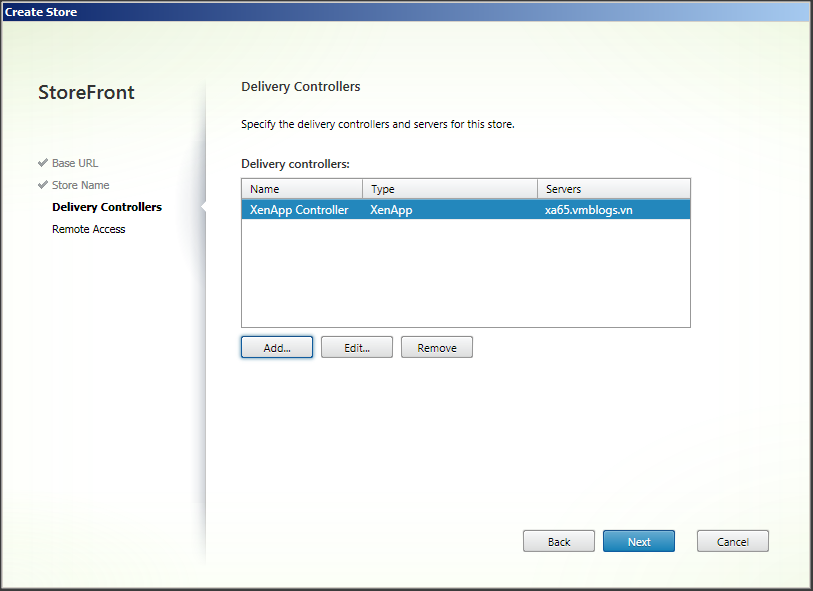 Create Store
StoreFront
Base URL
Store Name
Delivery Controllers
Remote Access
Delivery Controllers
Specify the delivery controllers and servers for this store.
Delivery controllers:
Name Type Servers
XenApp Controller XenApp xa65.vmblogs.vn
Add... Edit... Remove
Back Next Cancel